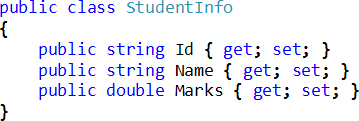 public class StudentInfo
{
    public string Id { get; set; }
    public string Name { get; set; }
    public double Marks { get; set; }
}